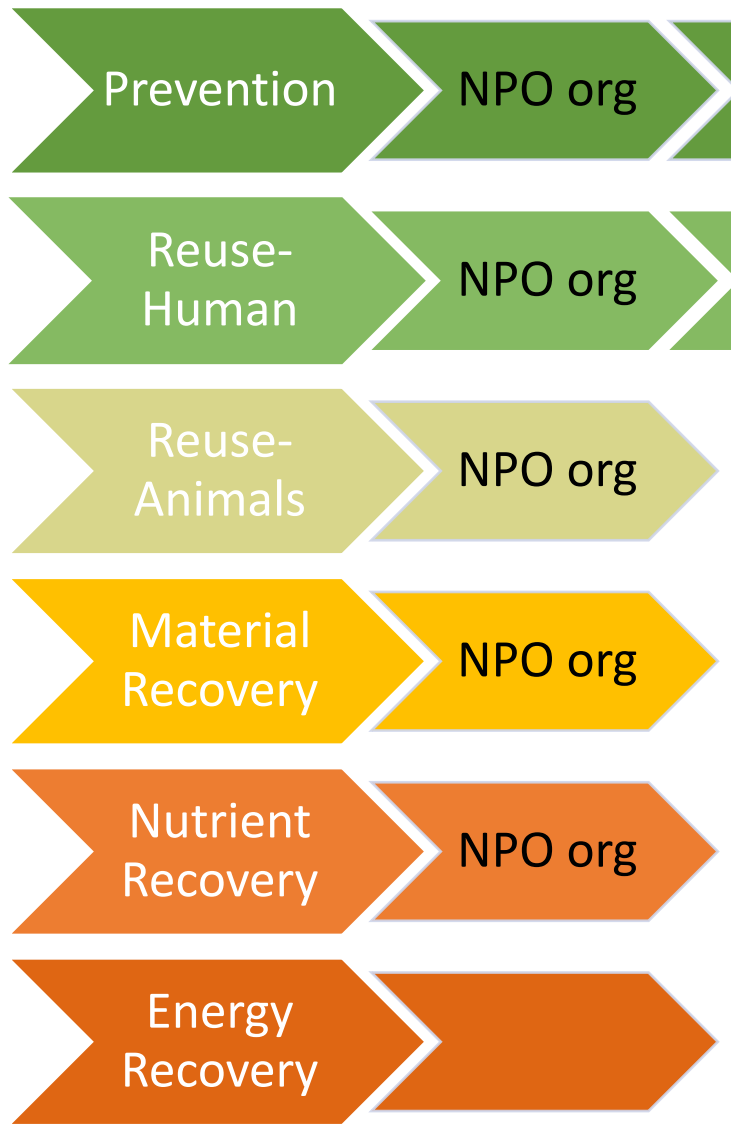 Prevention
NPO org
Reuse-
Human
NPO org
Reuse-
Animals
NPO org
Material
Recovery
NPO org
Nutrient
Recovery
NPO org
Energy
Recovery